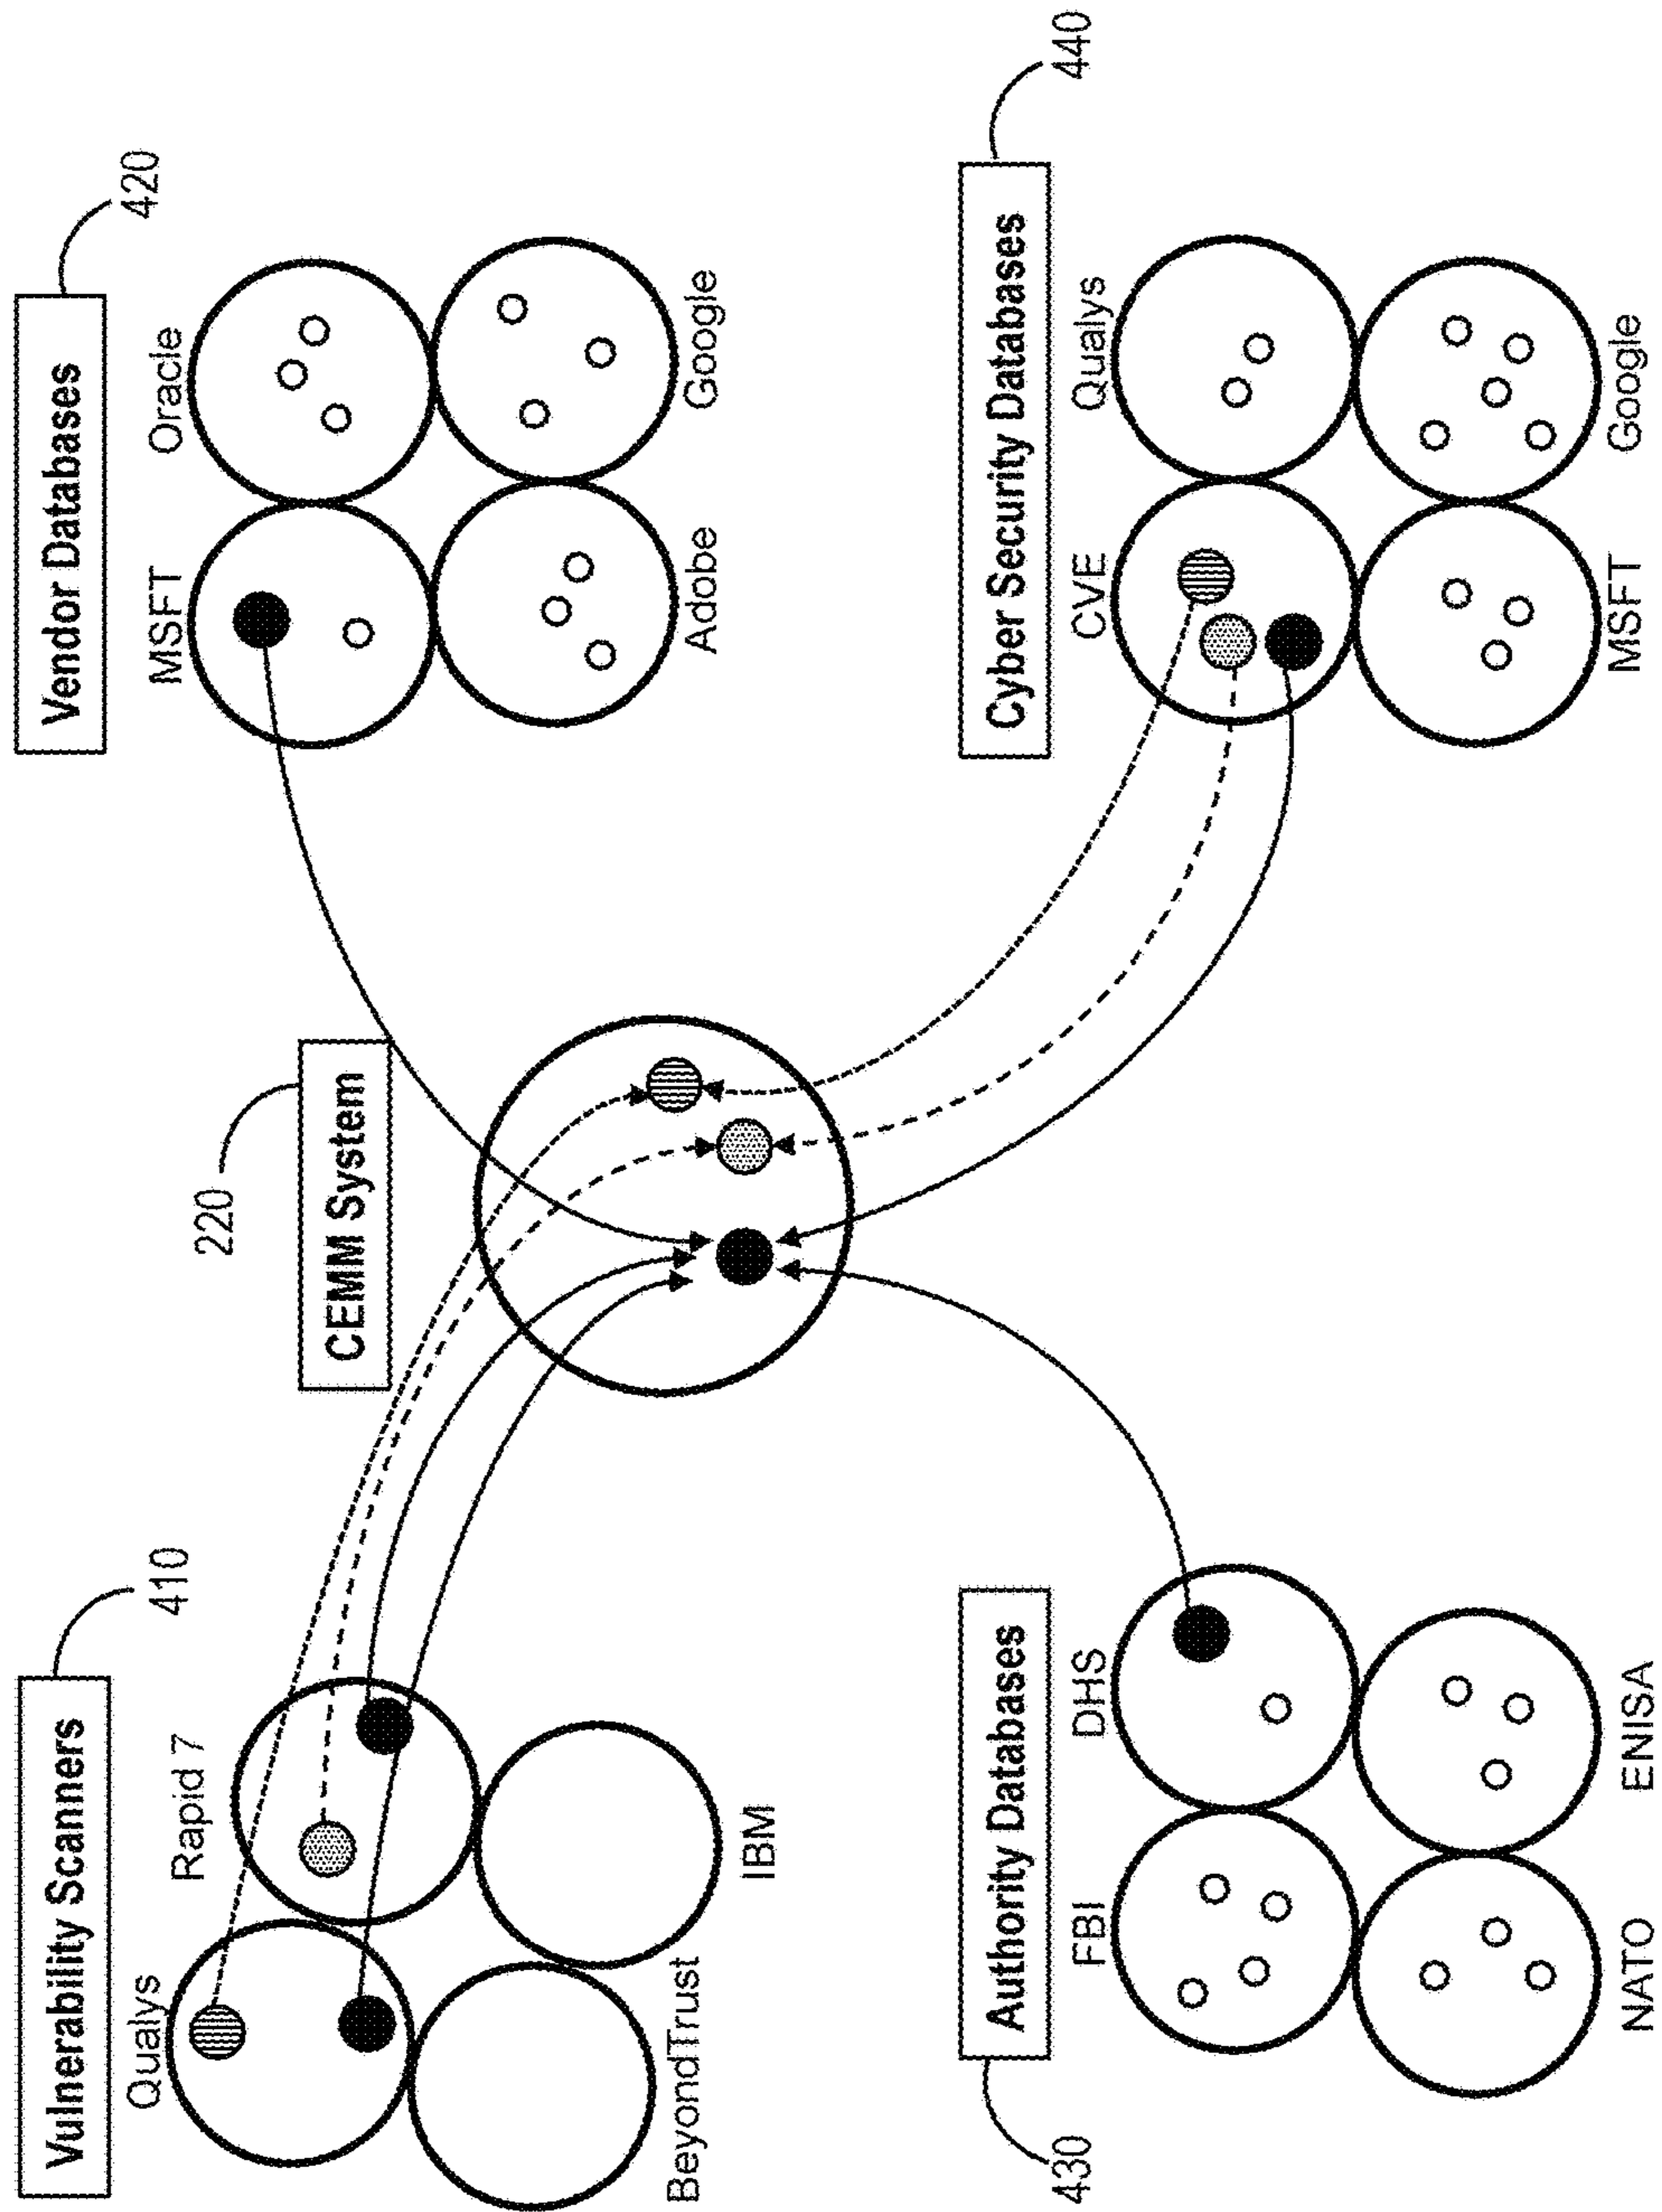 Vulnerability Scanners
410
Qualys
Rapid 7
BeyondTrust
IBM
CEMM System
220
Vendor Databases
420
MSFT
Oracle
Adobe
Google
Authority Databases
430
FBI
DHS
NATO
ENISA
Cyber Security Databases
440
CVE
Qualys
MSFT
Google